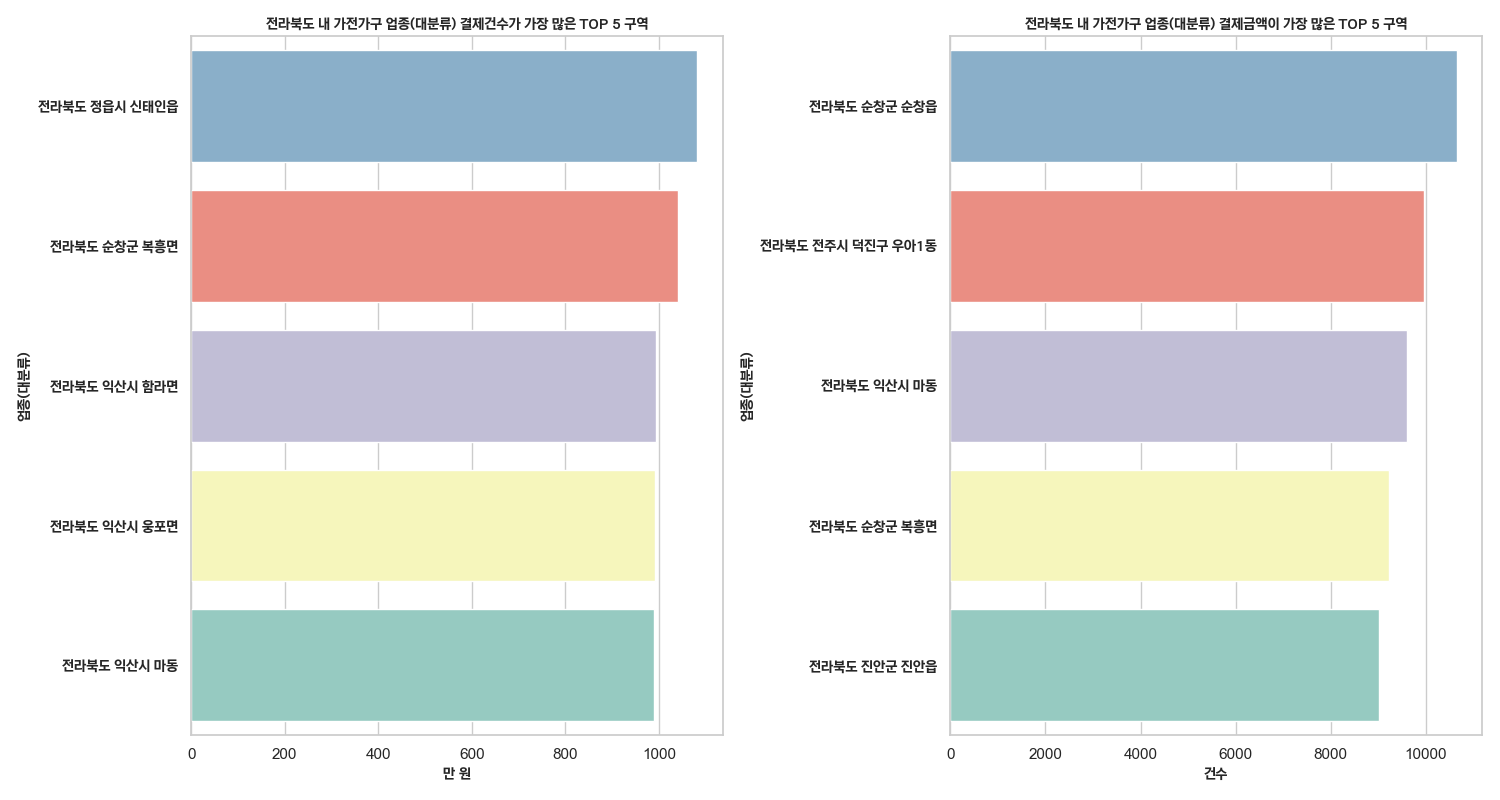 전라북도 내 가전가구 업종(대분류) 결제건수가 가장 많은 TOP 5 구역
전라북도 정읍시 신태인읍
전라북도 순창군 복흥면
전라북도 익산시 함라면
전라북도 익산시 웅포면
전라북도 익산시 마동
업종(대분류)
0 200 400 600 800 1000
만 원
전라북도 내 가전가구 업종(대분류) 결제금액이 가장 많은 TOP 5 구역
전라북도 순창군 순창읍
전라북도 전주시 덕진구 우아1동
전라북도 익산시 마동
전라북도 순창군 복흥면
전라북도 진안군 진안읍
업종(대분류)
0 2000 4000 6000 8000 10000
건수